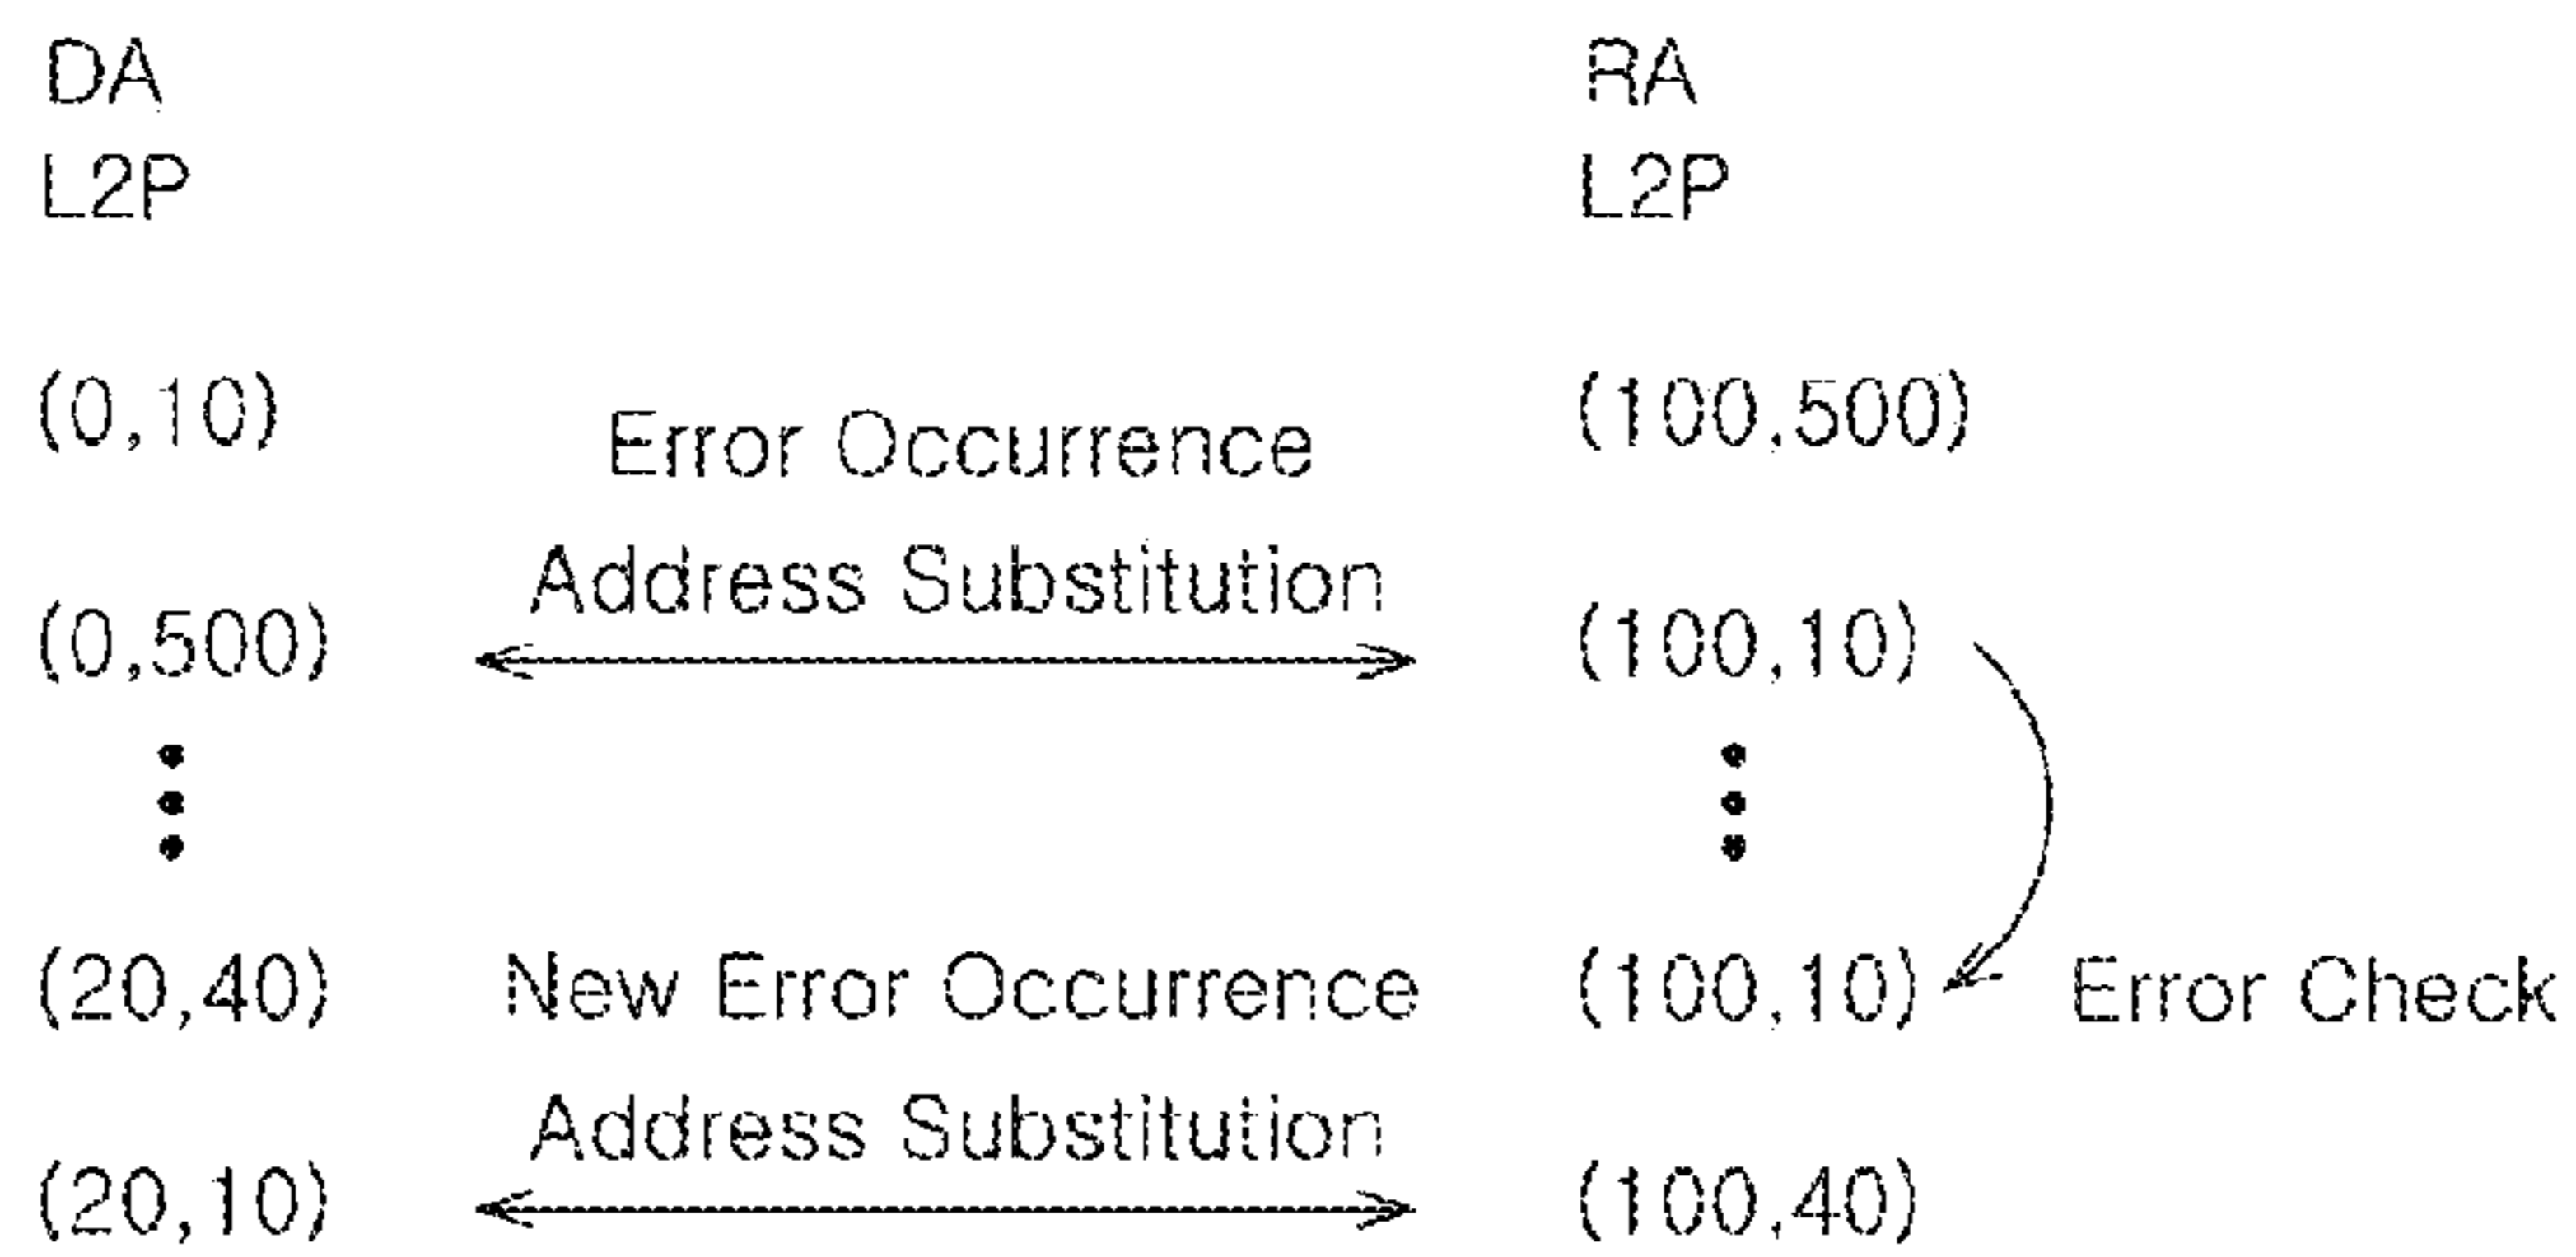 DA RA
L2P L2P
(0,10) (100,500)
Error Occurrence
Address Substitution
(0,500) (100,10)
(20,40) New Error Occurrence (100,10) Error Check
Address Substitution
(20,10) (100,40)